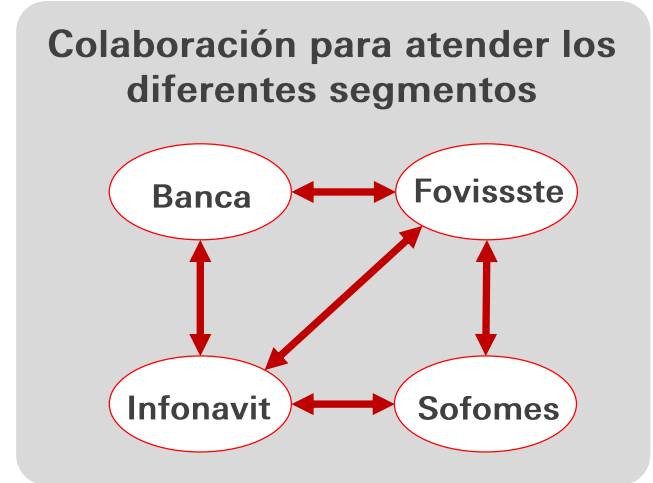 Colaboración para atender los
diferentes segmentos
Banca
Fovissste
Infonavit
Sofomes